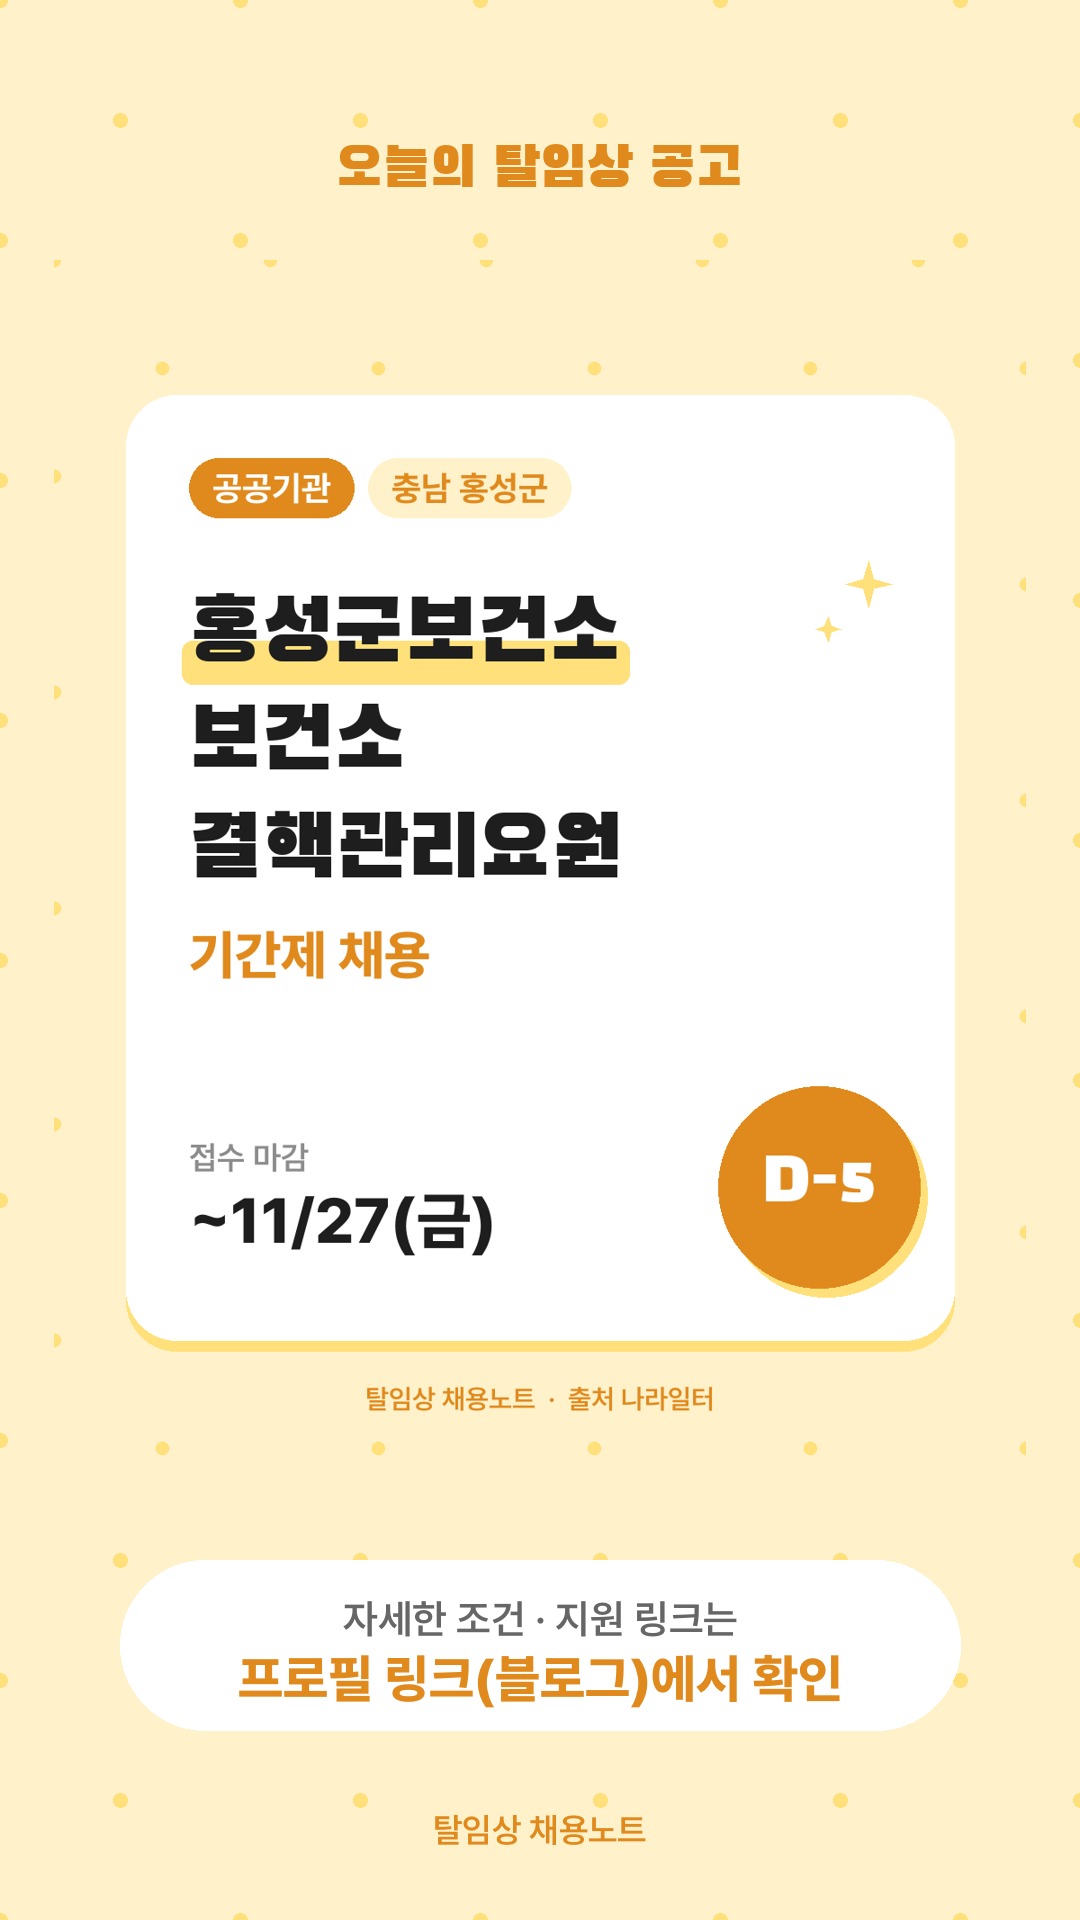 오늘의 탈임상 공고
공공기관 충남 홍성군
홍성군보건소
보건소
결핵관리요원
기간제 채용
접수 마감
~11/27(금)
D-5
탈임상 채용노트 · 출처 나라일터
자세한 조건 · 지원 링크는
프로필 링크(블로그)에서 확인
탈임상 채용노트